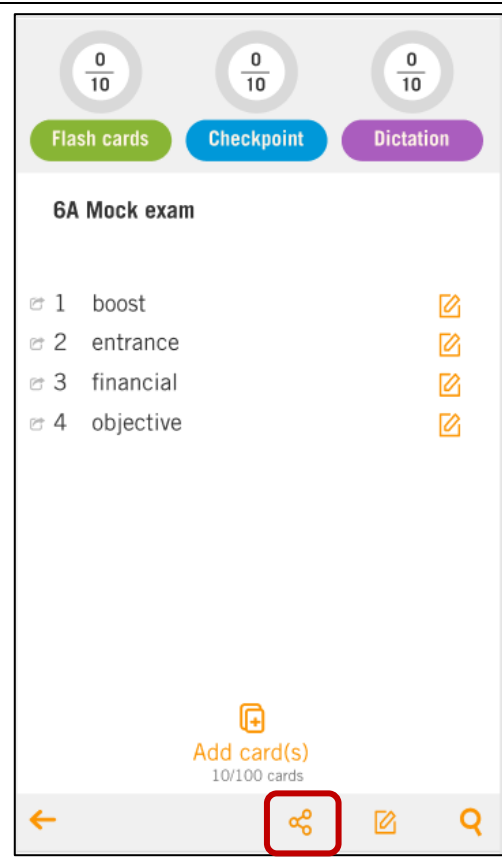 0 0 0
10 10 10
Flash cards Checkpoint Dictation
6A Mock exam
1 boost
2 entrance
3 financial
4 objective
Add card(s)
10/100 cards